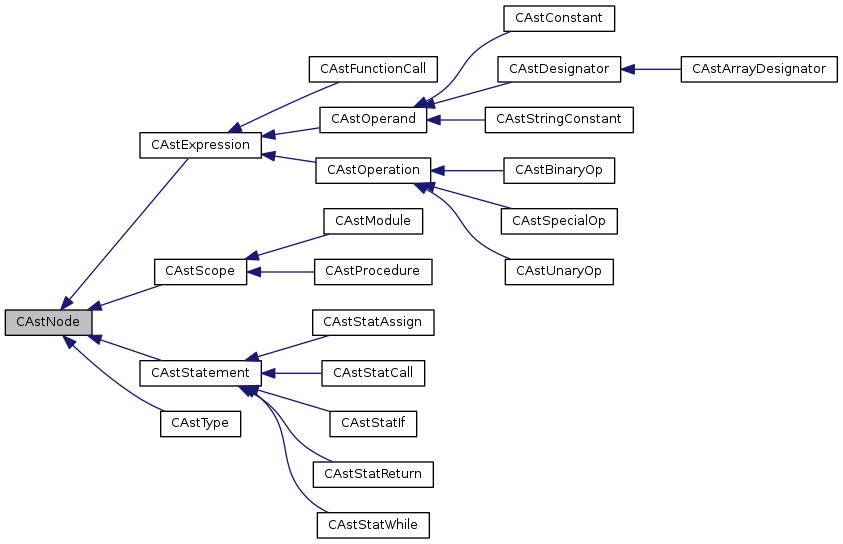 CAstConstant
CAstFunctionCall
CAstDesignator
CAstArrayDesignator
CAstOperand
CAstStringConstant
CAstExpression
CAstOperation
CAstBinaryOp
CAstSpecialOp
CAstModule
CAstScope
CAstProcedure
CAstUnaryOp
CAstNode
CAstStatAssign
CAstStatement
CAstStatCall
CAstType
CAstStatIf
CAstStatReturn
CAstStatWhile